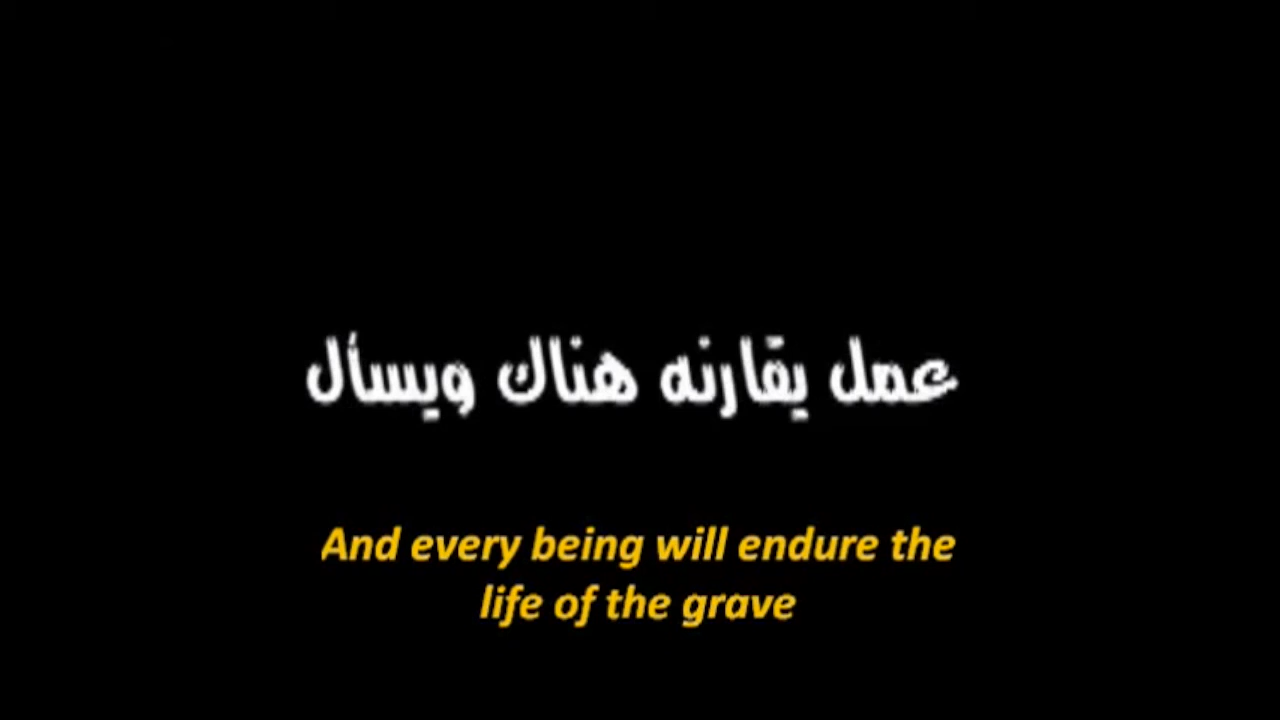 عمل يقارنه هناك ويسأل
And every being will endure the
life of the grave